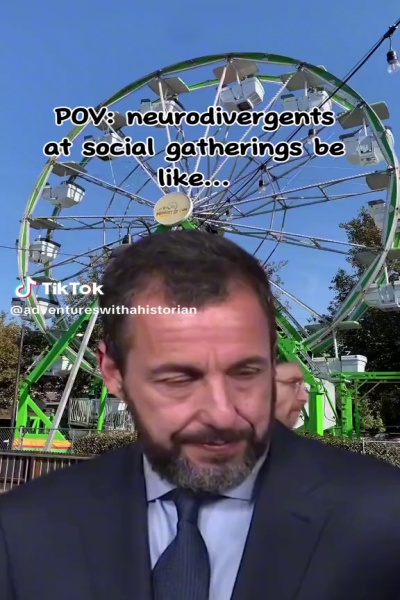 POV: neurodivergents
at social gatherings be
like...
TikTok
@adventureswithahistorian